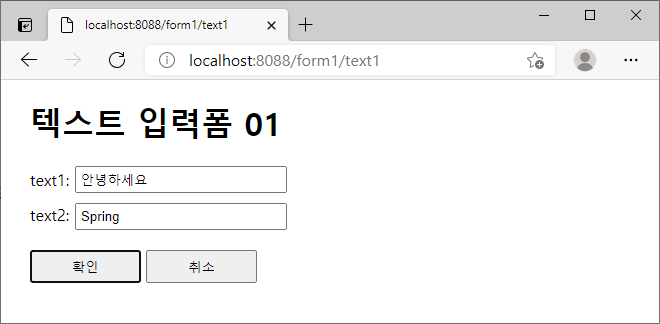 localhost:8088/form1/text1
localhost:8088/form1/text1
텍스트 입력폼 01
text1: 안녕하세요
text2: Spring
확인 취소